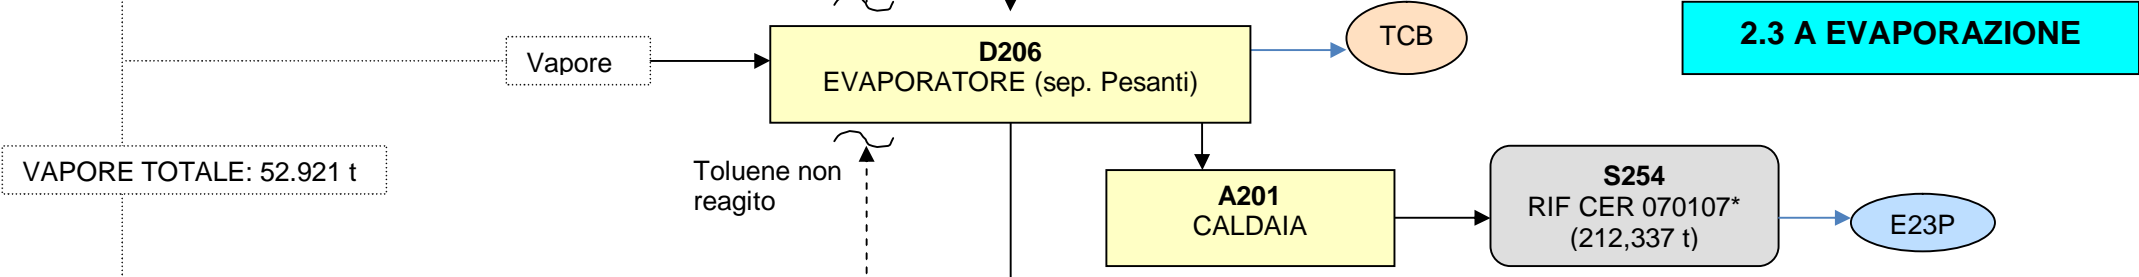 2.3 A EVAPORAZIONE
TCB
D206
EVAPORATORE (sep. Pesanti)
Vapore
VAPORE TOTALE: 52.921 t
Toluene non
reagito
A201
CALDAIA
S254
RIF CER 070107*
(212,337 t)
E23P